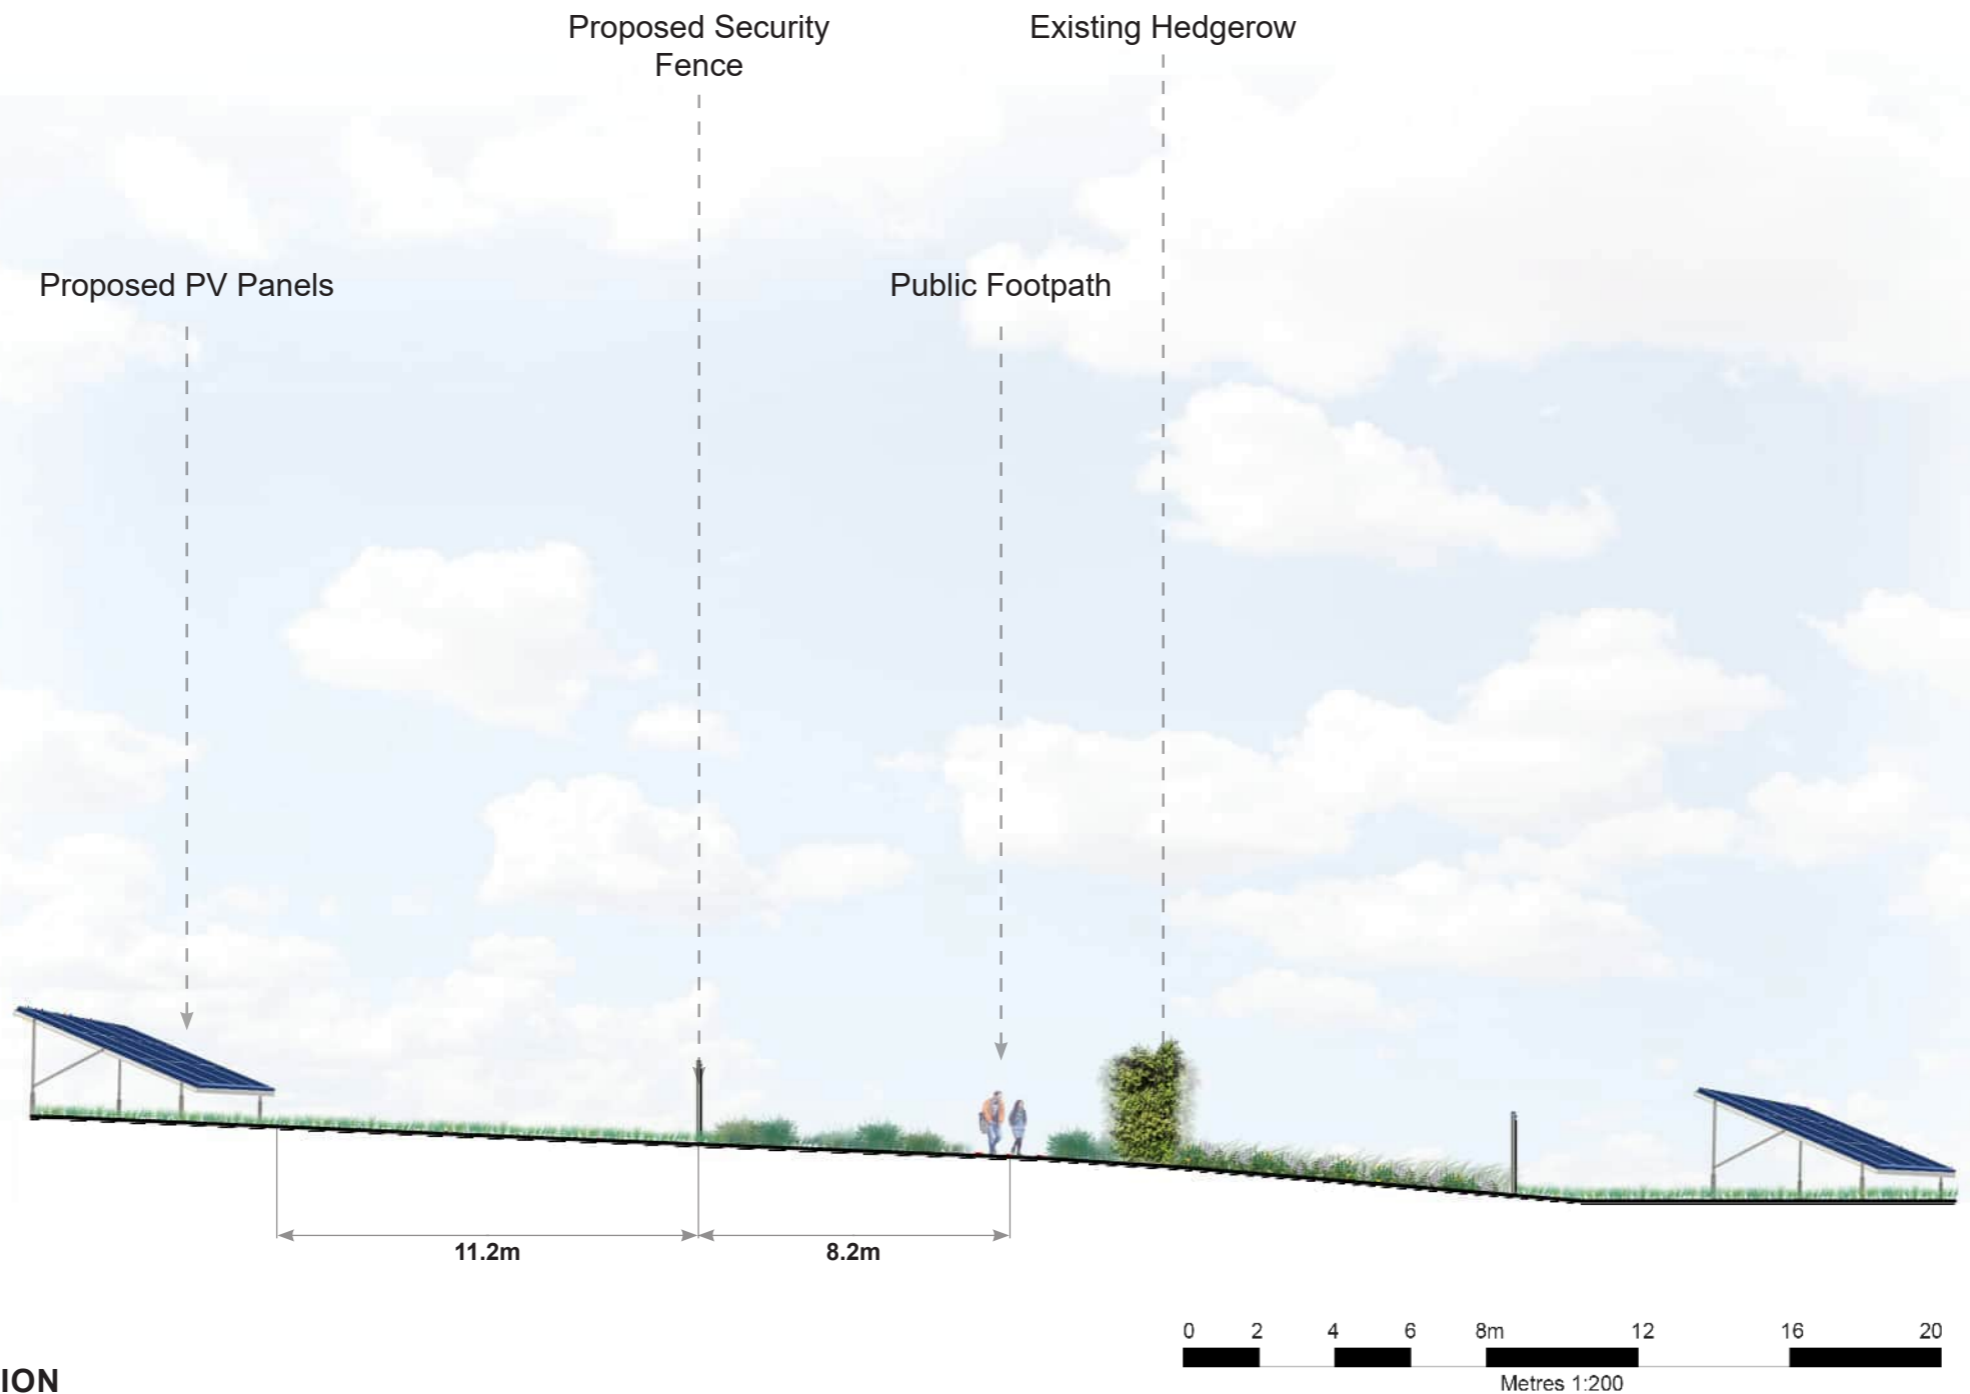 Proposed Security
Fence
Existing Hedgerow
Proposed PV Panels
Public Footpath
11.2m
8.2m
0 2 4 6 8m 12 16 20
Metres 1:200
ION